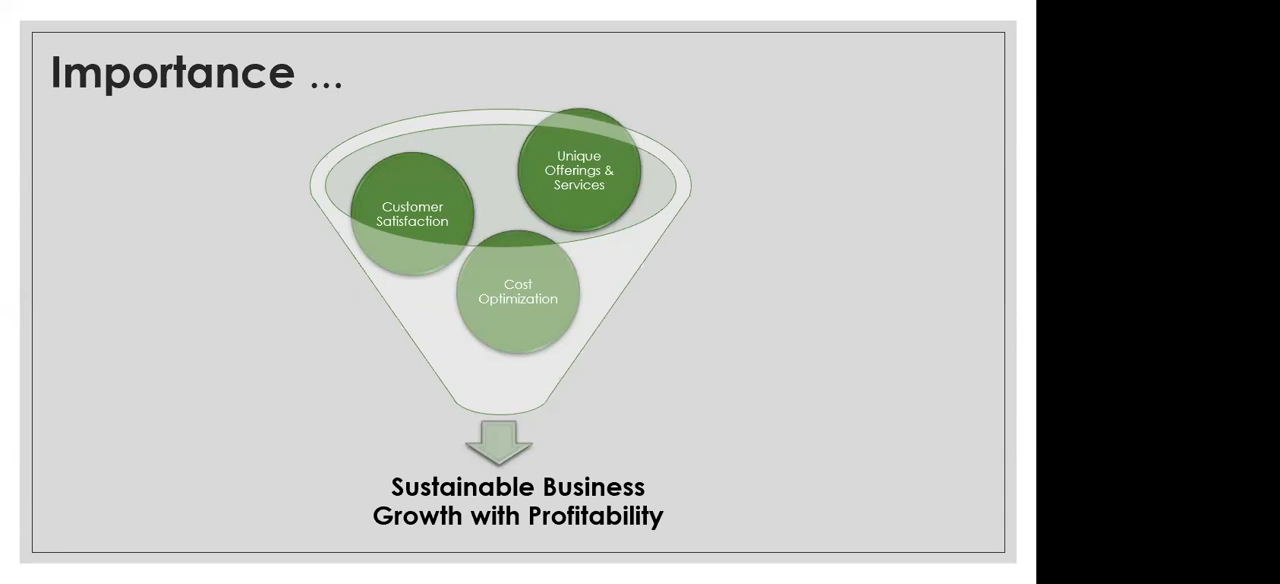 Importance ...
Unique
Offerings &
Services
Customer
Satisfaction
Cost
Optimization
Sustainable Business
Growth with Profitability